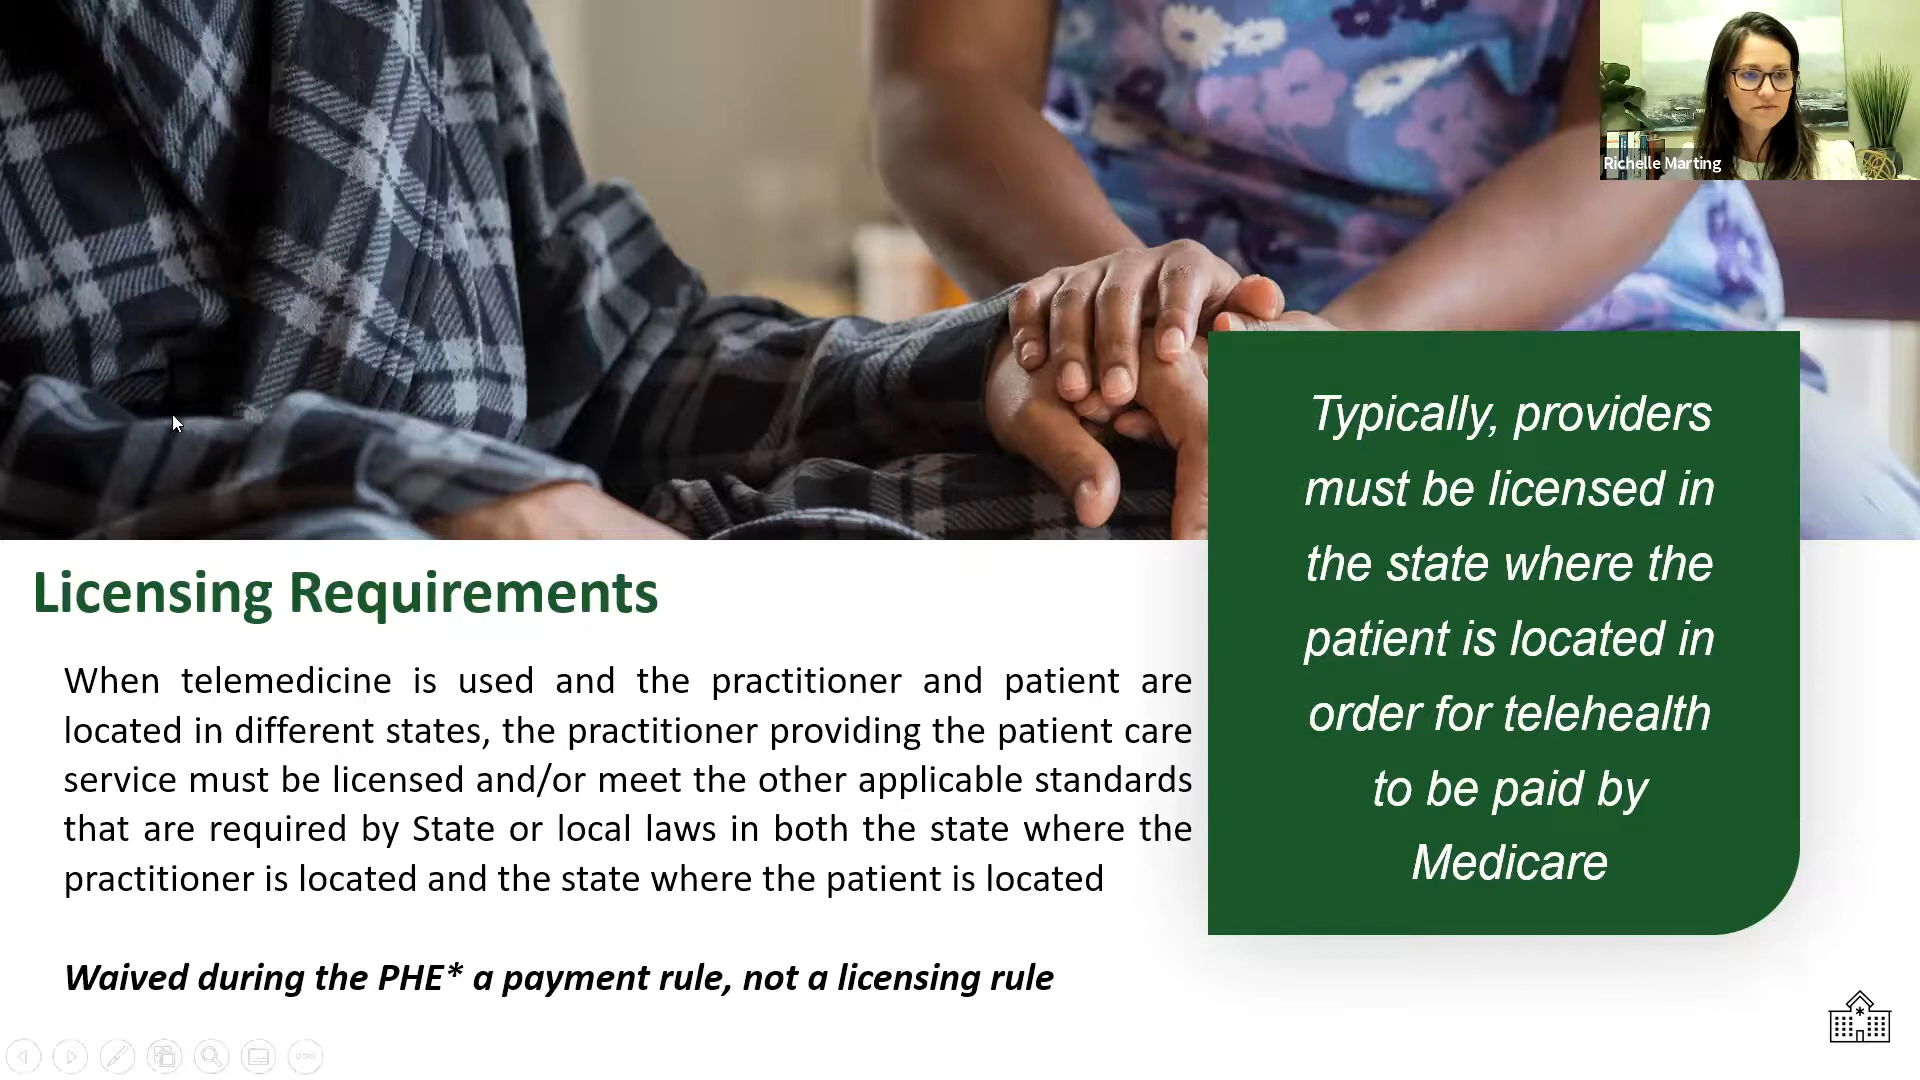 Richelle Marting
Typically, providers
must be licensed in
the state where the
patient is located in
order for telehealth
to be paid by
Medicare
Licensing Requirements
When telemedicine is used and the practitioner and patient are
located in different states, the practitioner providing the patient care
service must be licensed and/or meet the other applicable standards
that are required by State or local laws in both the state where the
practitioner is located and the state where the patient is located
Waived during the PHE* a payment rule, not a licensing rule